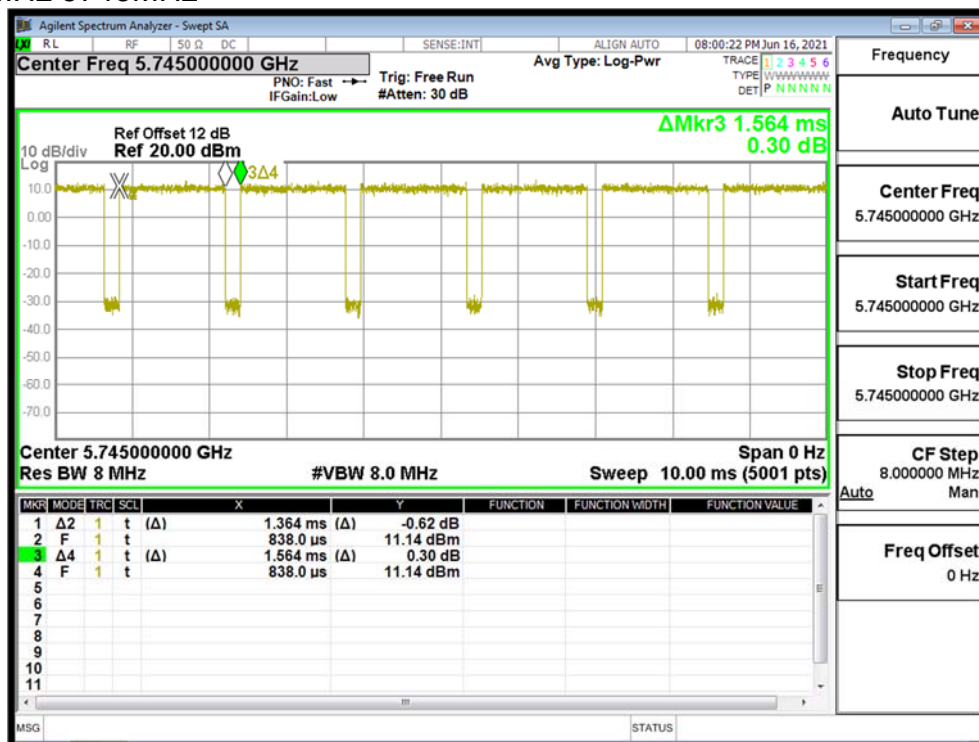 Agilent Spectrum Analyzer - Swept SA
LXI RL RF 50 Ω DC SENSE:INT ALIGN AUTO 08:00:22 PM Jun 16, 2021
Center Freq 5.745000000 GHz Avg Type: Log-Pwr TRACE 1 2 3 4 5 6
PNO: Fast Trig: Free Run TYPE WWWWWW
IFGain:Low #Atten: 30 dB DET P N N N N N
Ref Offset 12 dB ΔMkr3 1.564 ms
10 dB/div Ref 20.00 dBm 0.30 dB
Log
3Δ4
10.0
0.00
-10.0
-20.0
-30.0
-40.0
-50.0
-60.0
-70.0
Center 5.745000000 GHz Span 0 Hz
Res BW 8 MHz #VBW 8.0 MHz Sweep 10.00 ms (5001 pts)
MKR MODE TRC SCL X Y FUNCTION FUNCTION WIDTH FUNCTION VALUE
1 Δ2 1 t (Δ) 1.364 ms (Δ) -0.62 dB
2 F 1 t 838.0 µs 11.14 dBm
3 Δ4 1 t (Δ) 1.564 ms (Δ) 0.30 dB
4 F 1 t 838.0 µs 11.14 dBm
5
6
7
8
9
10
11
MSG STATUS
Frequency
Auto Tune
Center Freq
5.745000000 GHz
Start Freq
5.745000000 GHz
Stop Freq
5.745000000 GHz
CF Step
8.000000 MHz
Auto Man
Freq Offset
0 Hz